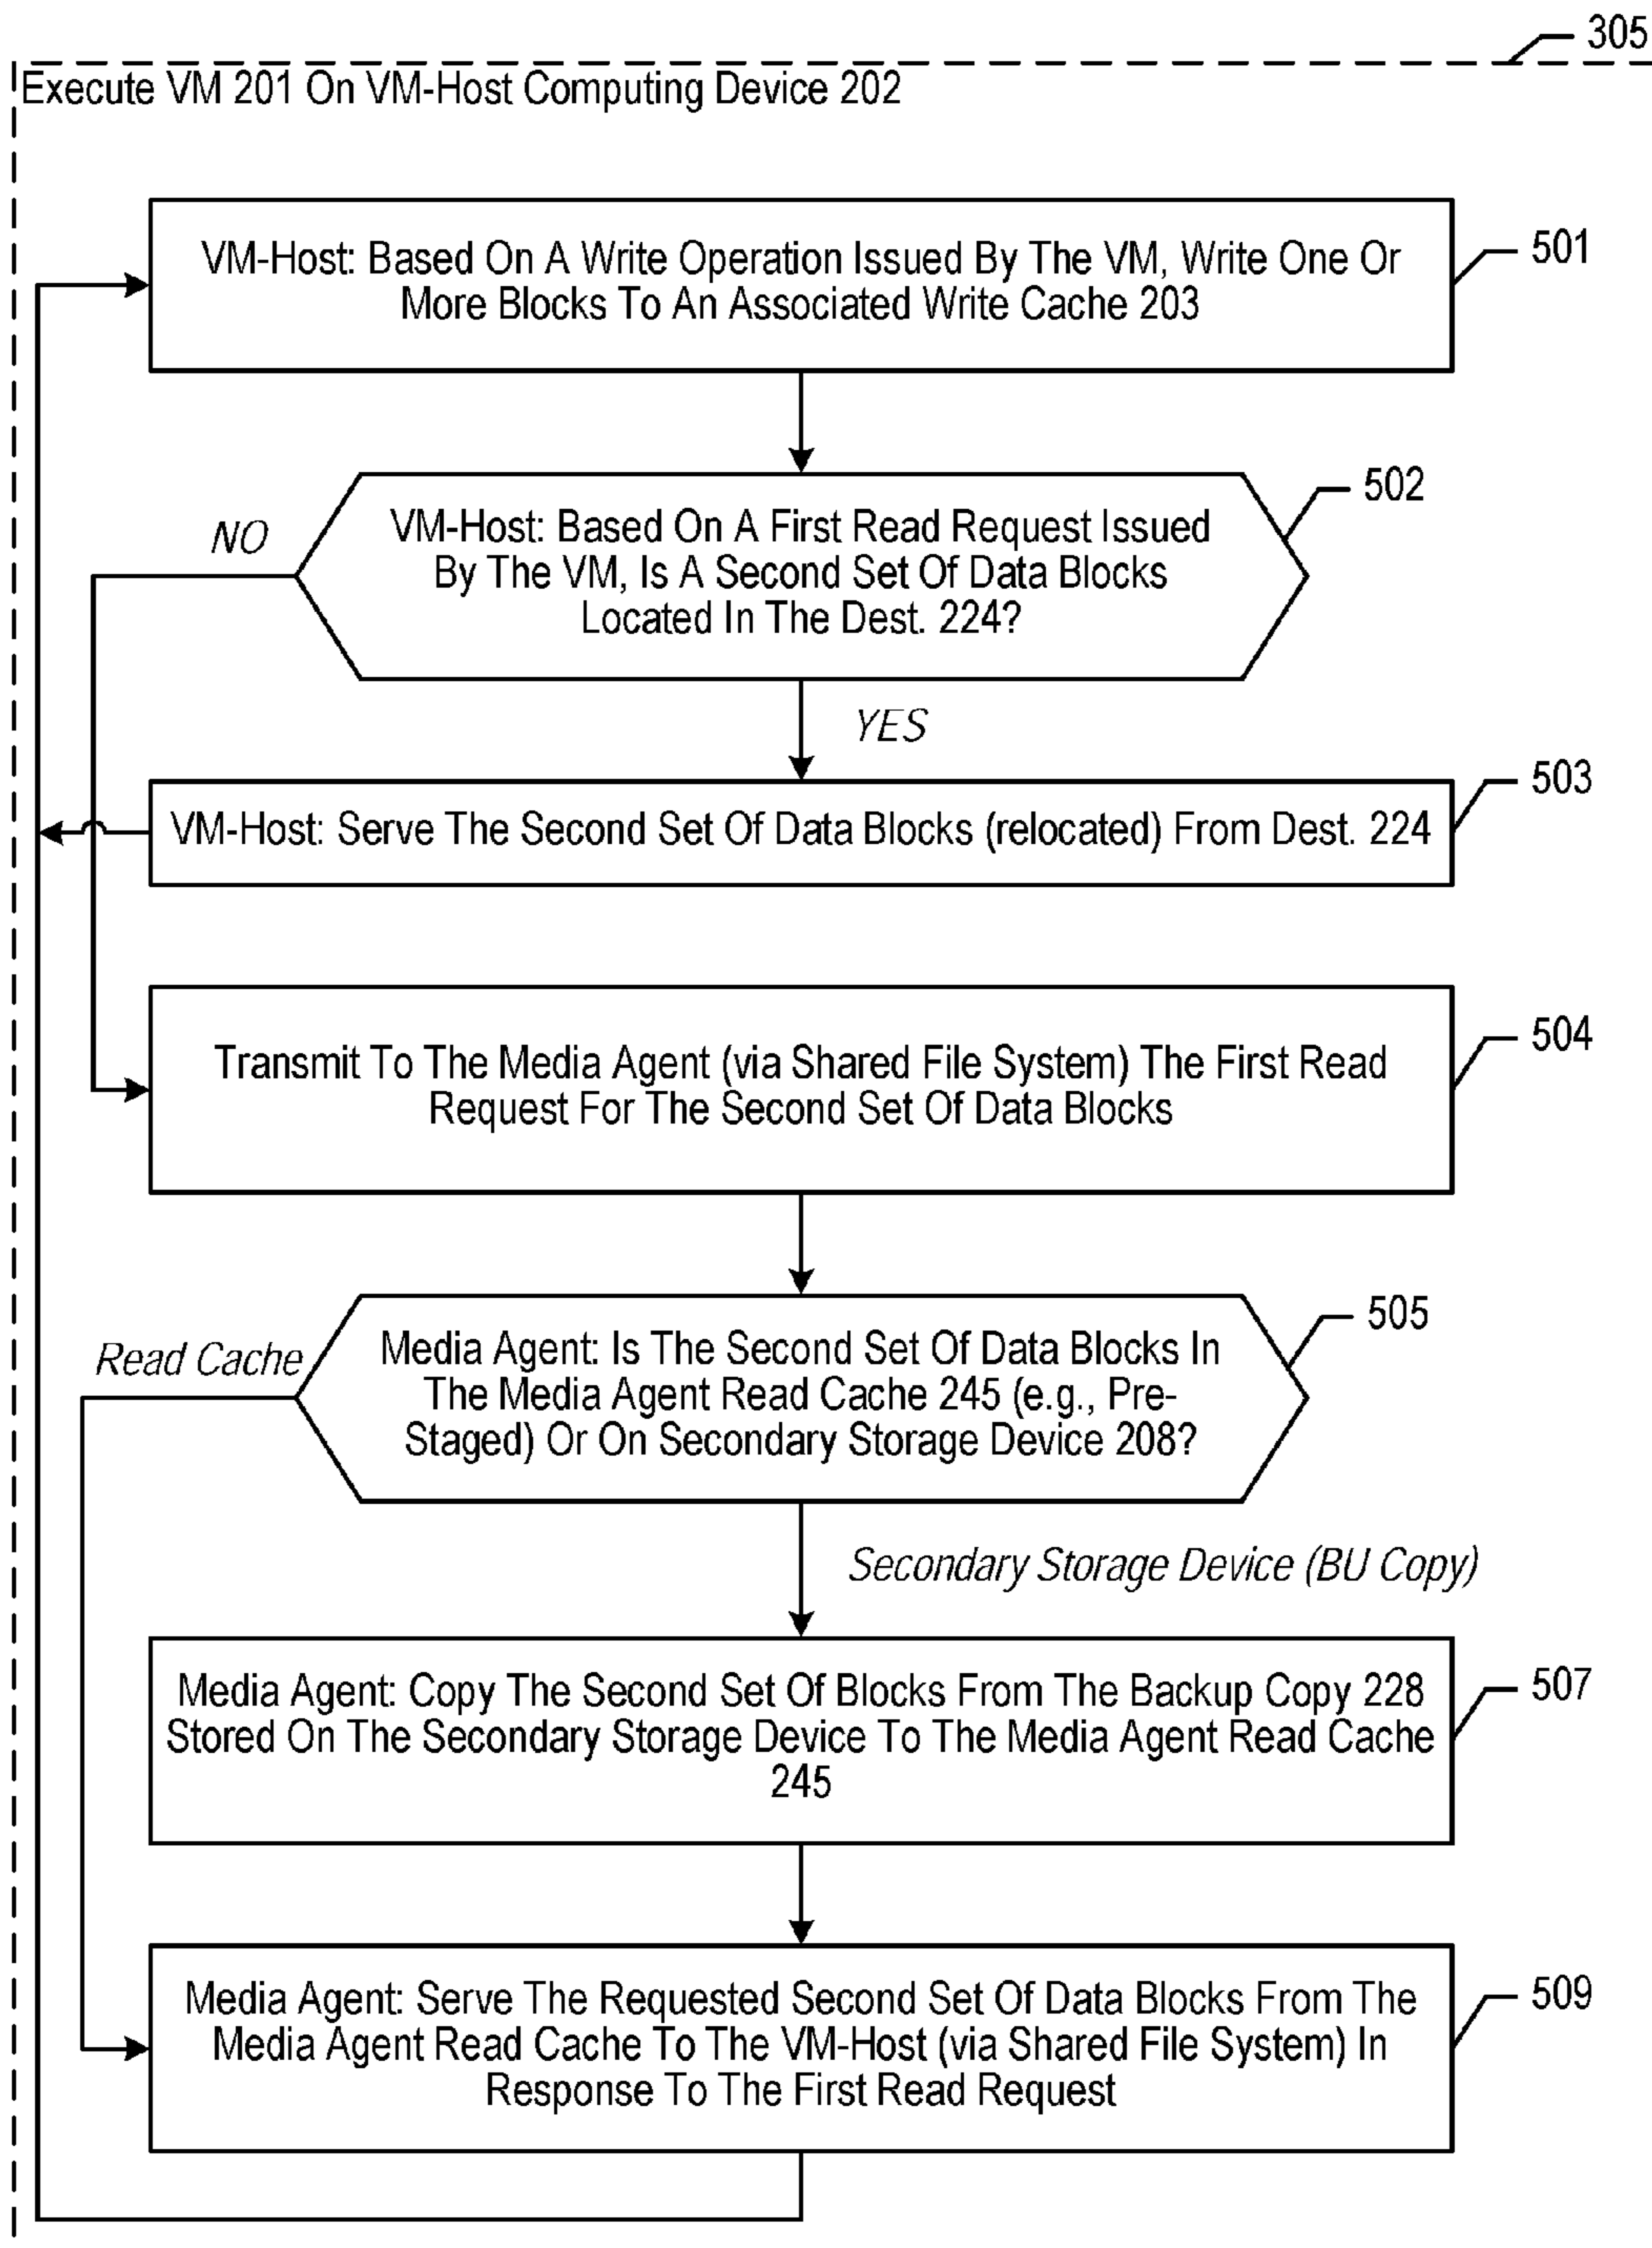 305
Execute VM 201 On VM-Host Computing Device 202
VM-Host: Based On A Write Operation Issued By The VM, Write One Or
More Blocks To An Associated Write Cache 203
501
502
NO
VM-Host: Based On A First Read Request Issued
By The VM, Is A Second Set Of Data Blocks
Located In The Dest. 224?
YES
503
VM-Host: Serve The Second Set Of Data Blocks (relocated) From Dest. 224
504
Transmit To The Media Agent (via Shared File System) The First Read
Request For The Second Set Of Data Blocks
505
Read Cache
Media Agent: Is The Second Set Of Data Blocks In
The Media Agent Read Cache 245 (e.g., Pre-
Staged) Or On Secondary Storage Device 208?
Secondary Storage Device (BU Copy)
Media Agent: Copy The Second Set Of Blocks From The Backup Copy 228
Stored On The Secondary Storage Device To The Media Agent Read Cache
245
507
Media Agent: Serve The Requested Second Set Of Data Blocks From The
Media Agent Read Cache To The VM-Host (via Shared File System) In
Response To The First Read Request
509